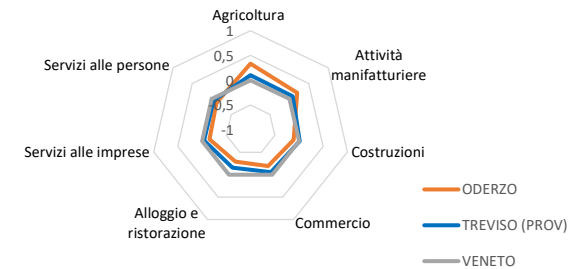 Agricoltura
1
0,5
0
-0,5
-1
Attività
manifatturiere
Costruzioni
Commercio
Alloggio e
ristorazione
Servizi alle imprese
Servizi alle persone
ODERZO
TREVISO (PROV)
VENETO